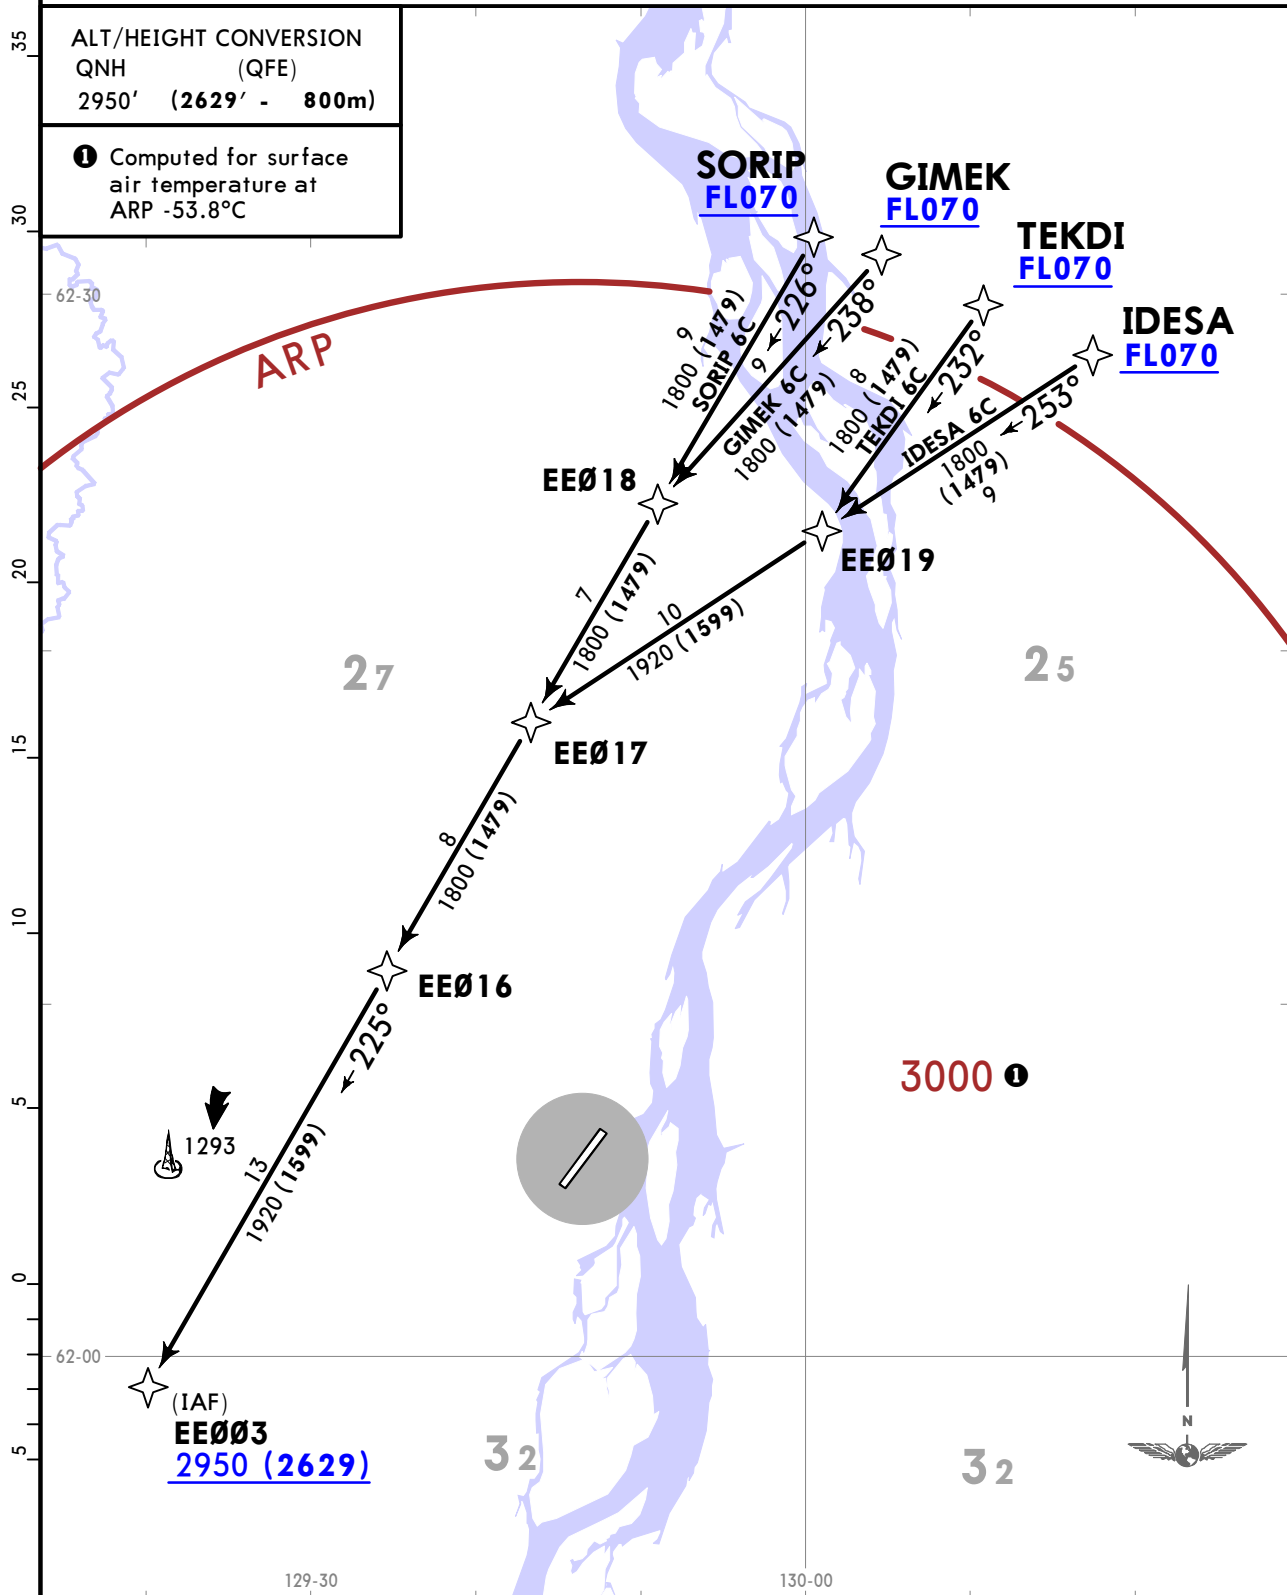 ALT/HEIGHT CONVERSION
QNH (QFE)
2950' (2629' - 800m)
1 Computed for surface
air temperature at
ARP -53.8°C
35
30
25
20
15
10
5
0
5
62-30
62-00
129-30
130-00
ARP
SORIP
FL070
GIMEK
FL070
TEKDI
FL070
IDESA
FL070
226°
9
1800 (1479)
SORIP 6C
238°
9
GIMEK 6C
1800 (1479)
232°
8
1800 (1479)
TEKDI 6C
253°
IDESA 6C
1800
(1479)
9
EEØ18
EEØ19
7
1800 (1479)
10
1920 (1599)
27
25
EEØ17
8
1800 (1479)
EEØ16
225°
13
1920 (1599)
1293
3000 1
(IAF)
EEØØ3
2950 (2629)
32
32
N